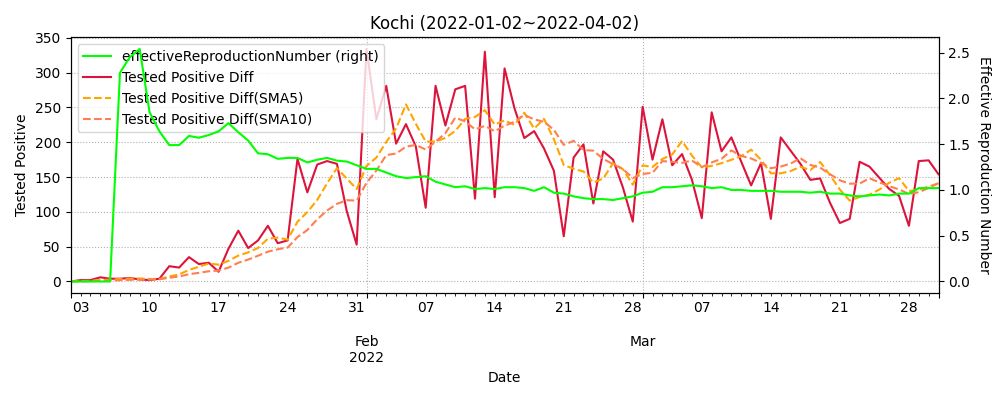 Kochi (2022-01-02~2022-04-02)
effectiveReproductionNumber (right)
Tested Positive Diff
Tested Positive Diff(SMA5)
Tested Positive Diff(SMA10)
Tested Positive
350
300
250
200
150
100
50
0
2.5
2.0
1.5
1.0
0.5
0.0
Effective Reproduction Number
03 10 17 24 31 07 14 21 28 07 14 21 28
Feb Mar
2022
Date